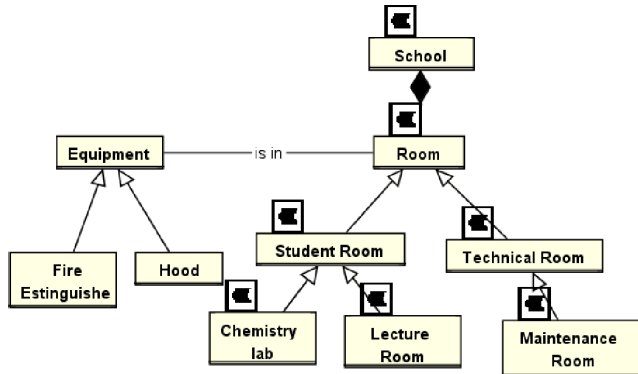 School
Equipment
is in
Room
Student Room
Technical Room
Fire
Estinguishe
Hood
Chemistry
lab
Lecture
Room
Maintenance
Room